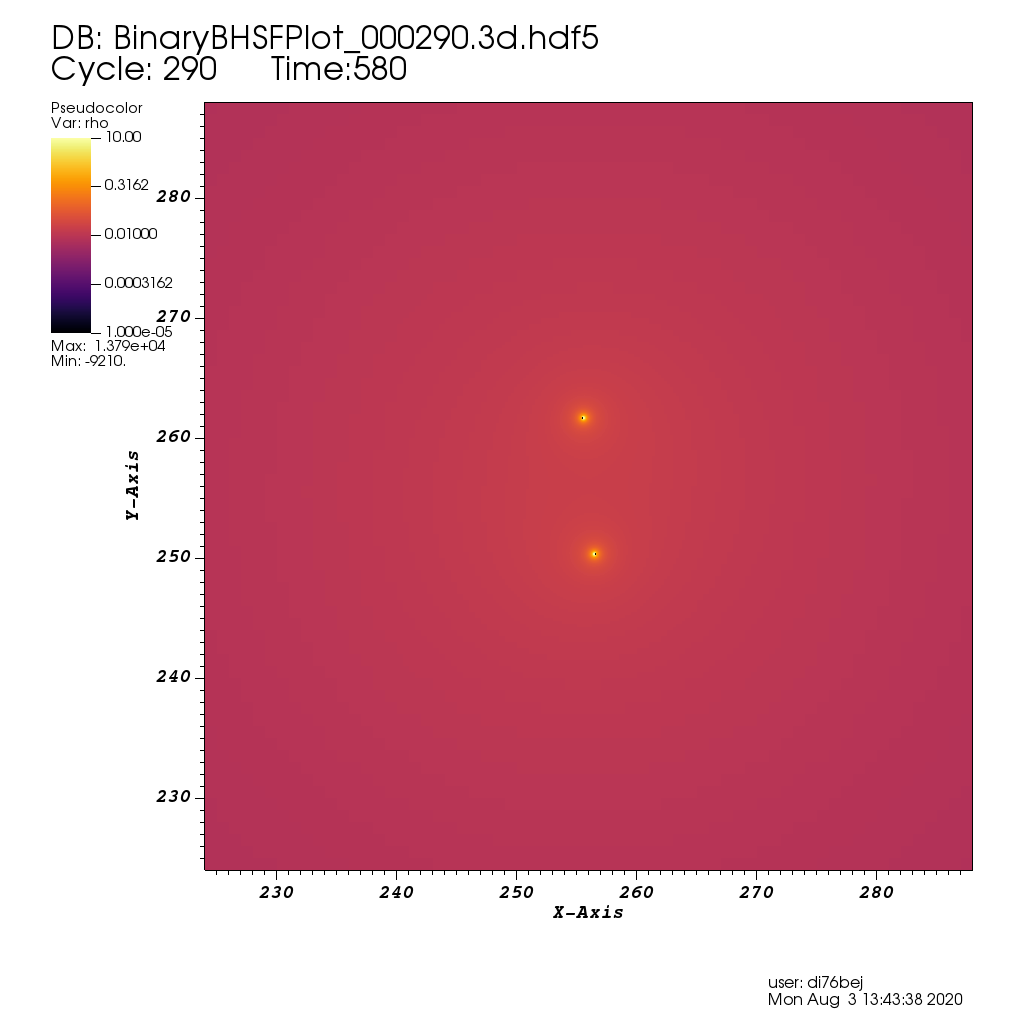 DB: BinaryBHSFPlot_000290.3d.hdf5
Cycle: 290 Time:580
Pseudocolor
Var: rho
10.00
0.3162
0.01000
0.0003162
1.000e-05
Max: 1.379e+04
Min: -9210.
280
270
260
250
240
230
Y-Axis
230 240 250 260 270 280
X-Axis
user: di76bej
Mon Aug 3 13:43:38 2020